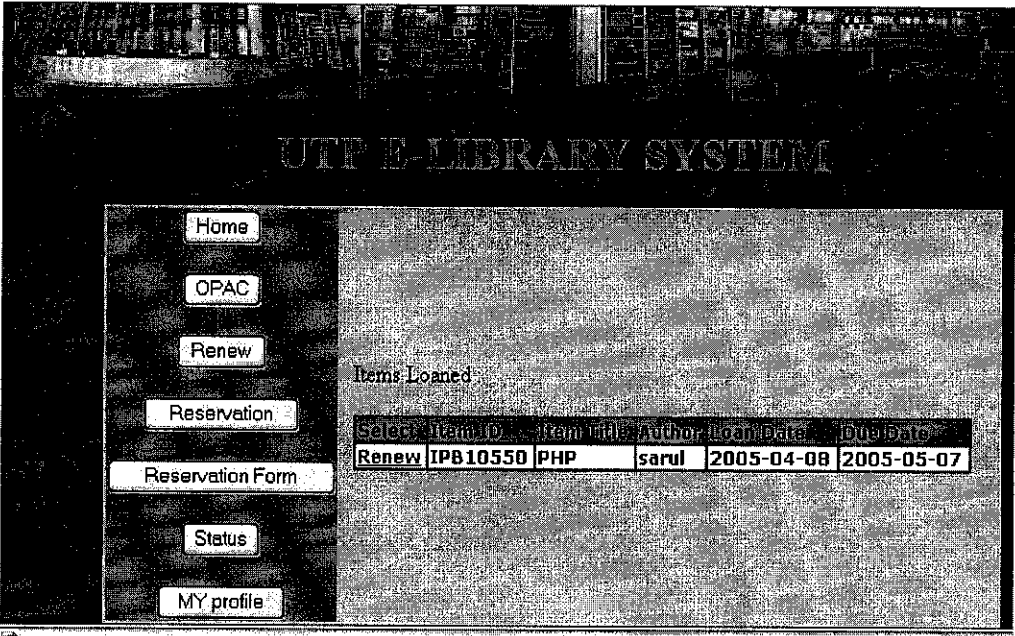 UTP E-LIBRARY SYSTEM
Home
OPAC
Renew
Reservation
Reservation Form
Status
MY profile
Items Loaned
Select Item ID Item Title Author Loan Date Due Date
Renew IPB10550 PHP sarul 2005-04-08 2005-05-07